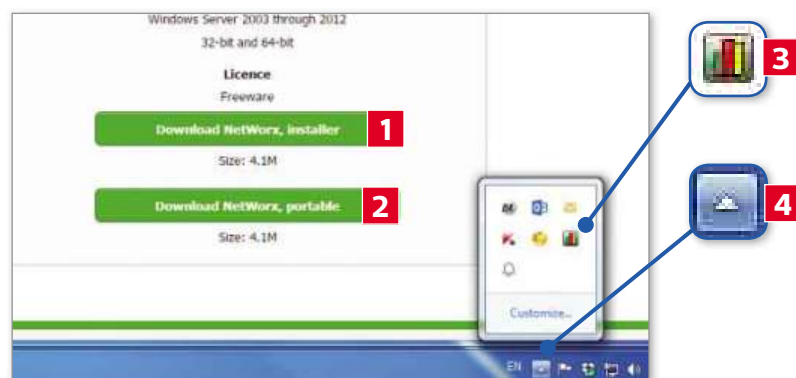 Windows Server 2003 through 2012
32-bit and 64-bit
Licence
Freeware
Download NetWorx, installer
1
Size: 4.1M
Download NetWorx, portable
2
Size: 4.1M
3
4
Customize...
EN